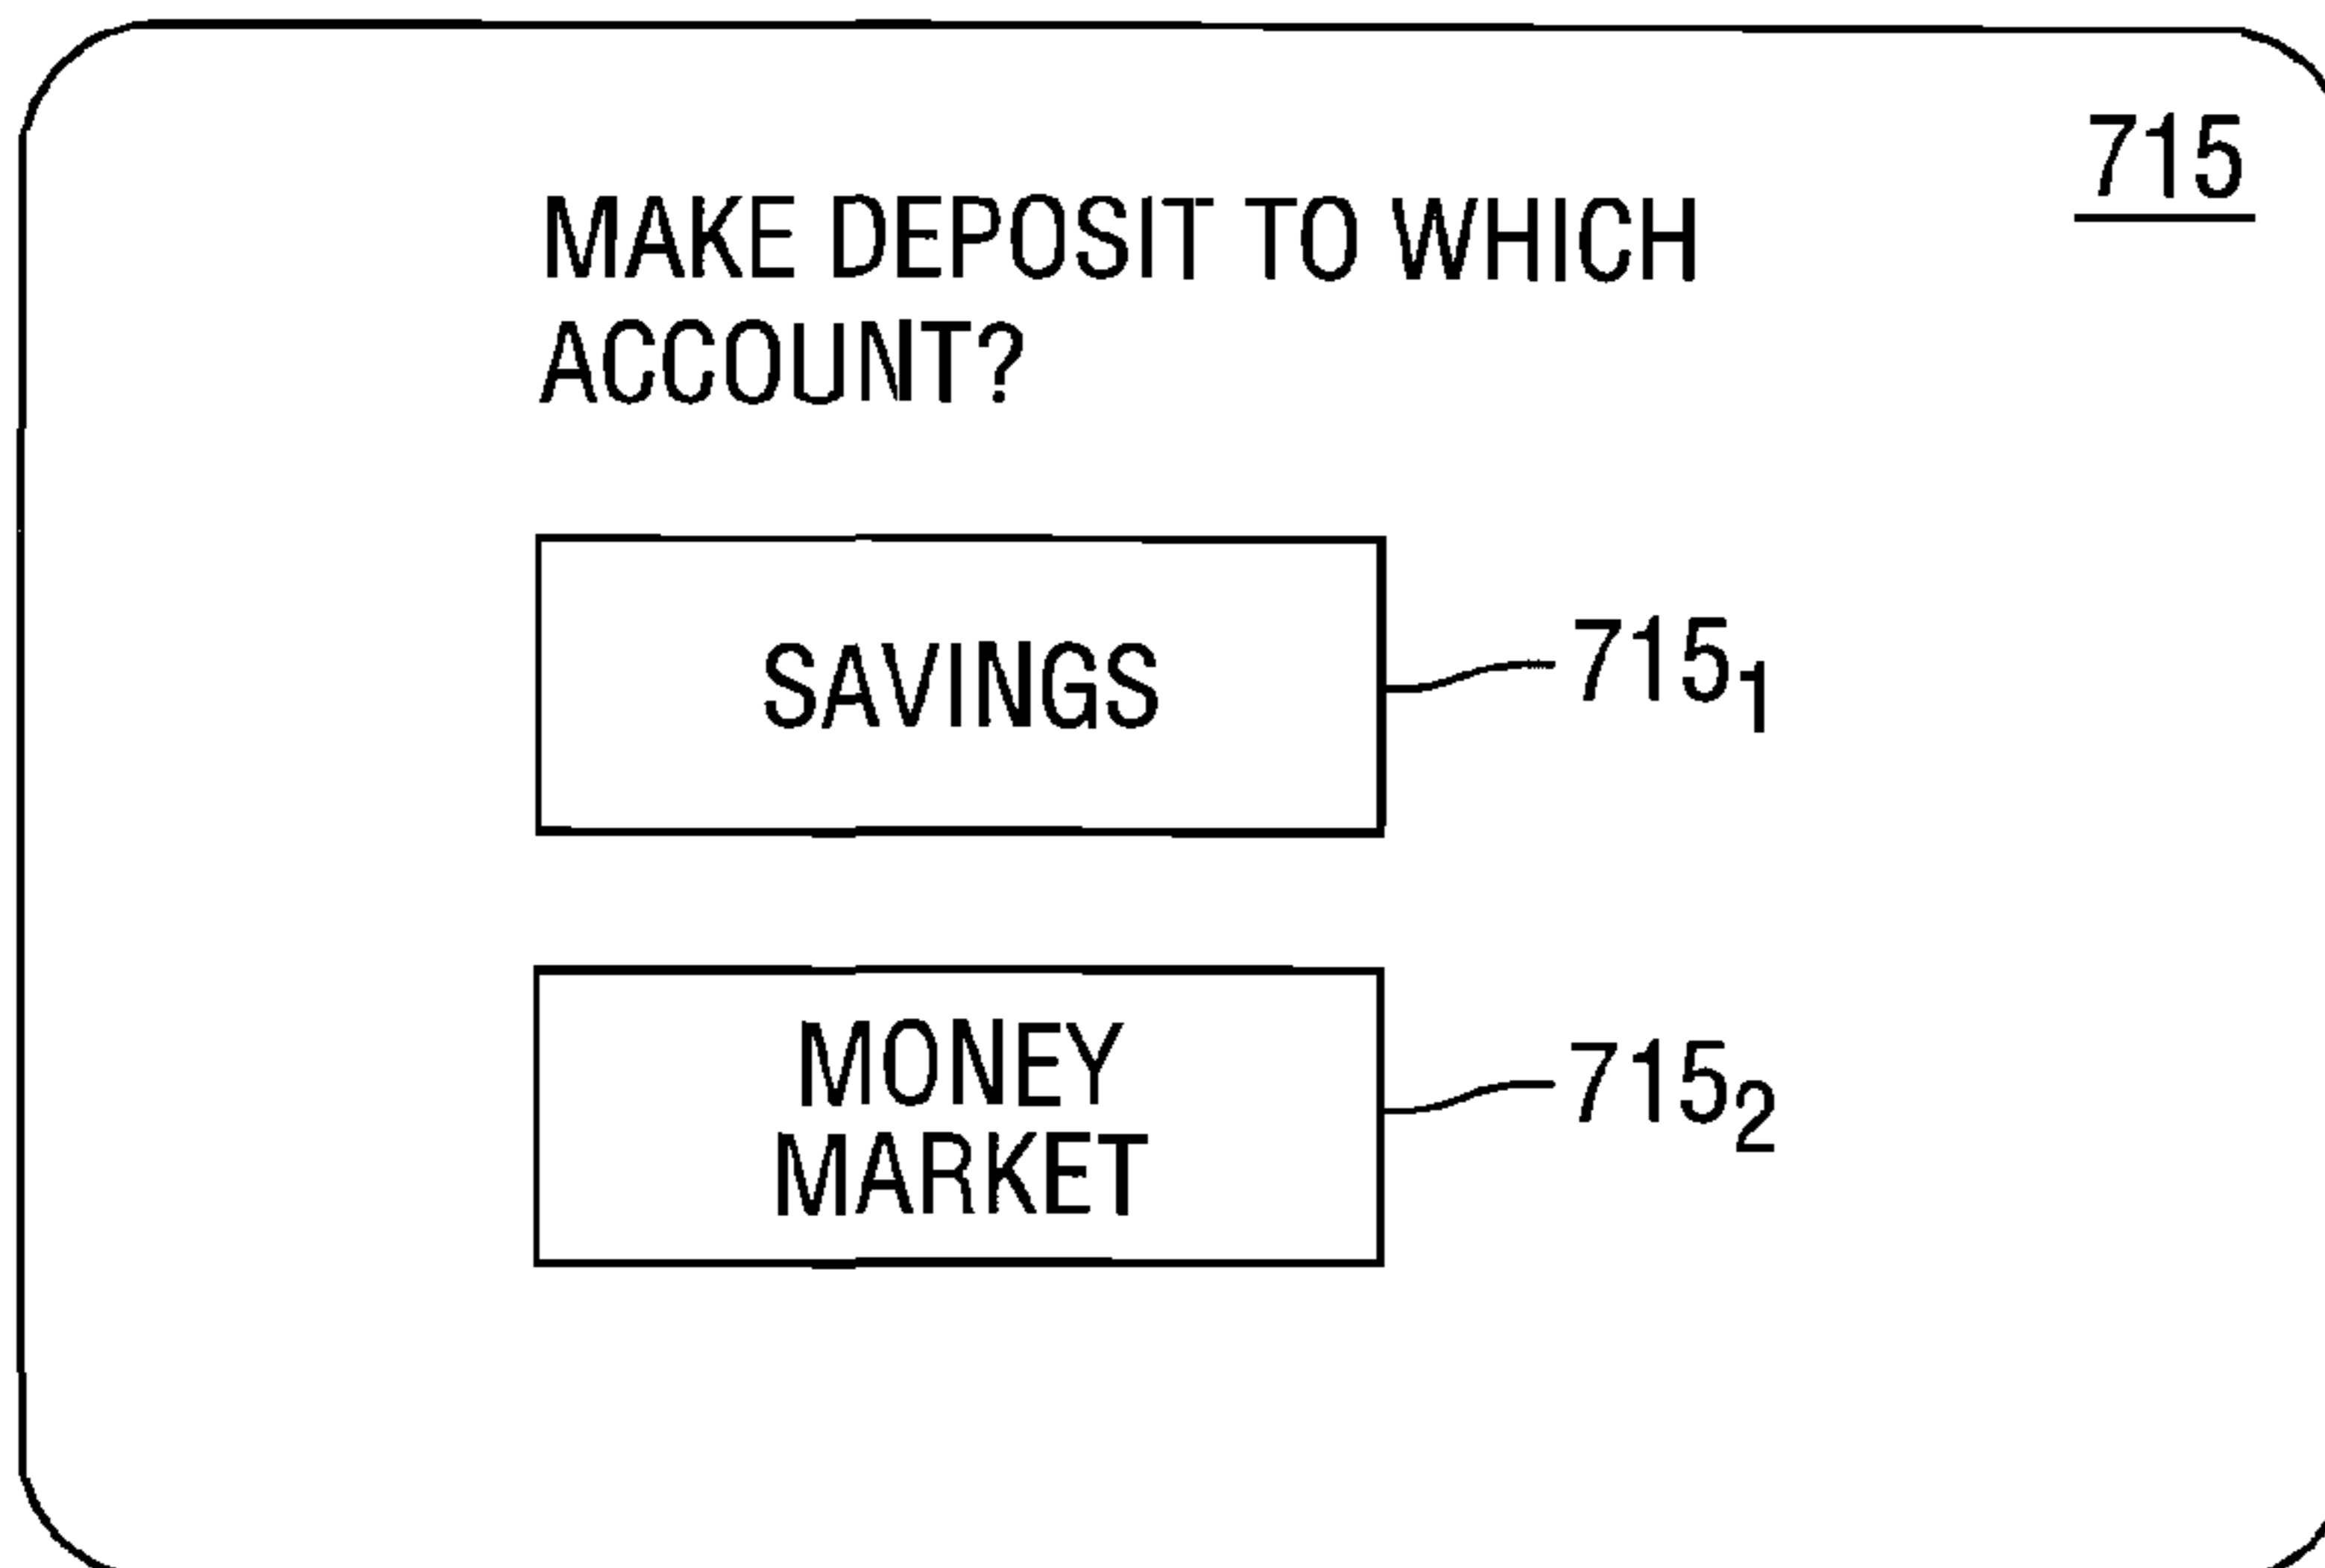 715
MAKE DEPOSIT TO WHICH
ACCOUNT?
SAVINGS
715₁
MONEY
MARKET
715₂